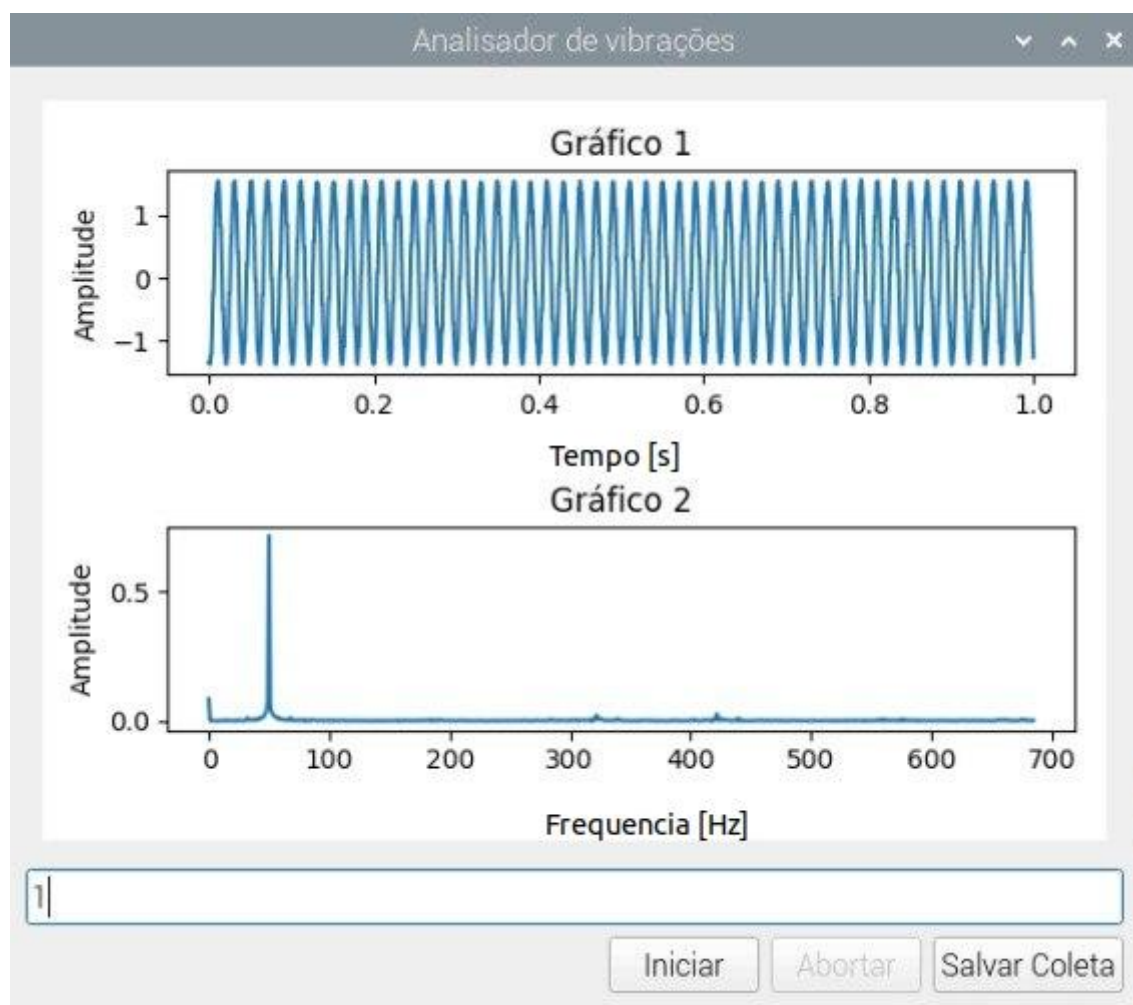 Analisador de vibrações
Gráfico 1
Amplitude
1
0
−1
0.0 0.2 0.4 0.6 0.8 1.0
Tempo [s]
Gráfico 2
Amplitude
0.5
0.0
0 100 200 300 400 500 600 700
Frequencia [Hz]
1
Iniciar Abortar Salvar Coleta